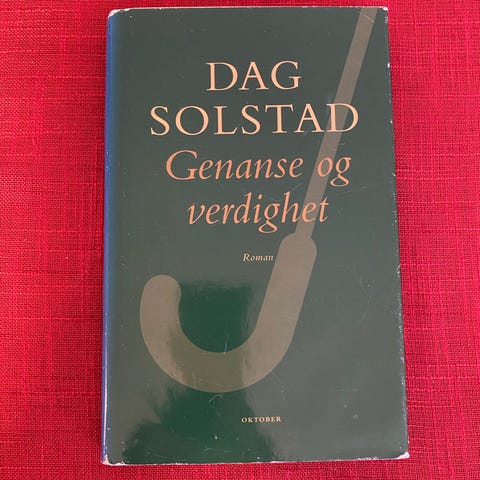 DAG
SOLSTAD
Genanse og
verdighet
Roman
OKTOBER